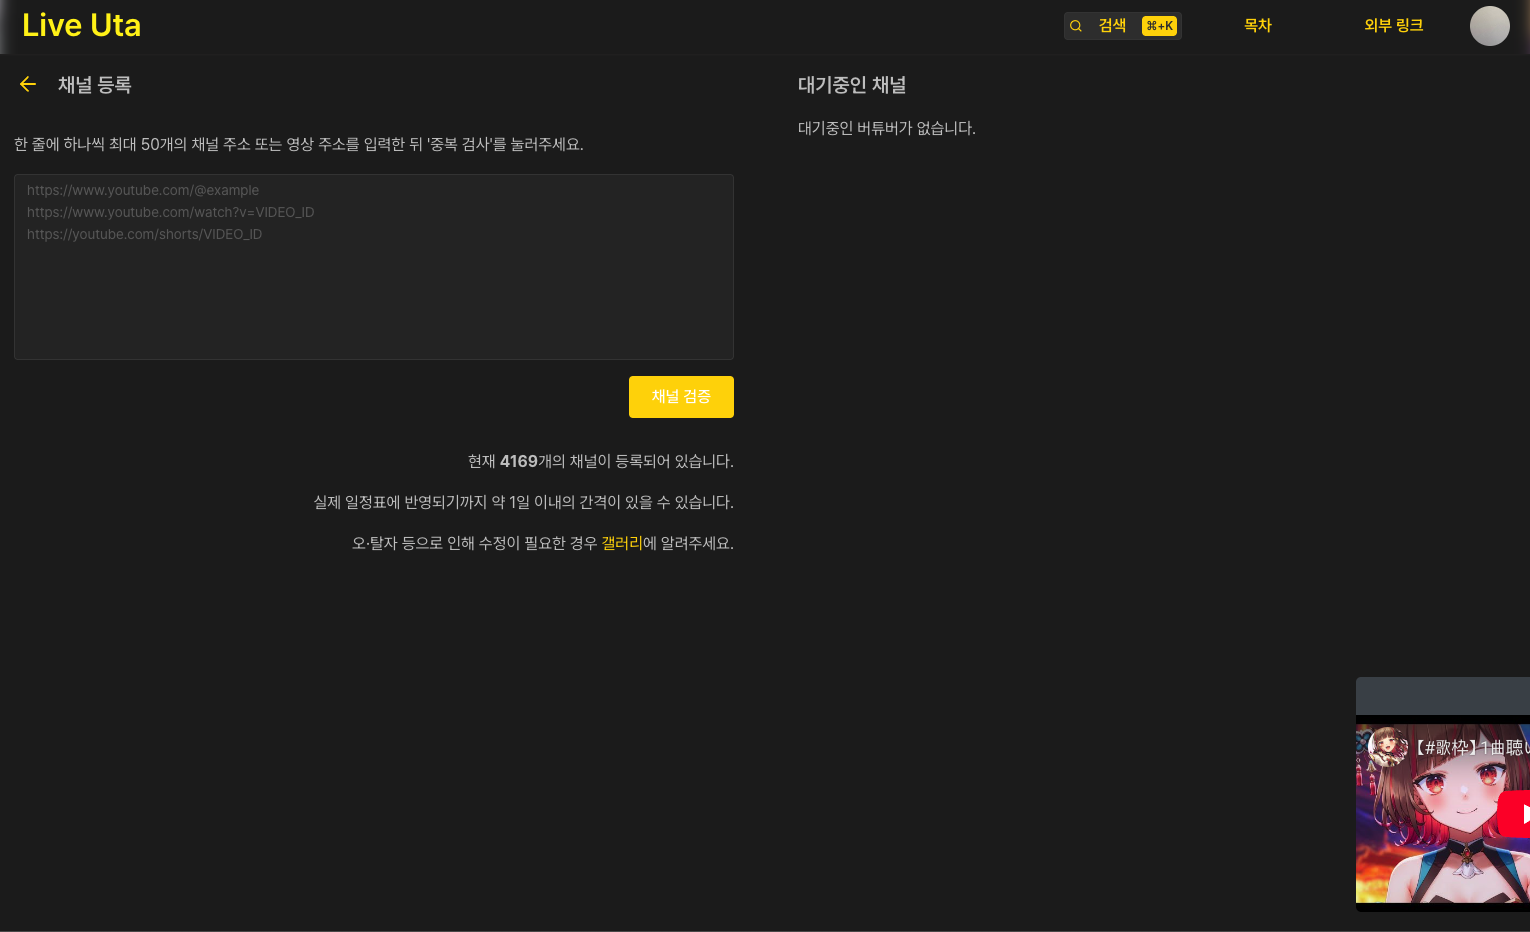 Live Uta
검색 ⌘+K
목차
외부 링크
채널 등록
한 줄에 하나씩 최대 50개의 채널 주소 또는 영상 주소를 입력한 뒤 '중복 검사'를 눌러주세요.
https://www.youtube.com/@example
https://www.youtube.com/watch?v=VIDEO_ID
https://youtube.com/shorts/VIDEO_ID
채널 검증
현재 4169개의 채널이 등록되어 있습니다.
실제 일정표에 반영되기까지 약 1일 이내의 간격이 있을 수 있습니다.
오·탈자 등으로 인해 수정이 필요한 경우 갤러리에 알려주세요.
대기중인 채널
대기중인 버튜버가 없습니다.
【#歌枠】1曲聴い